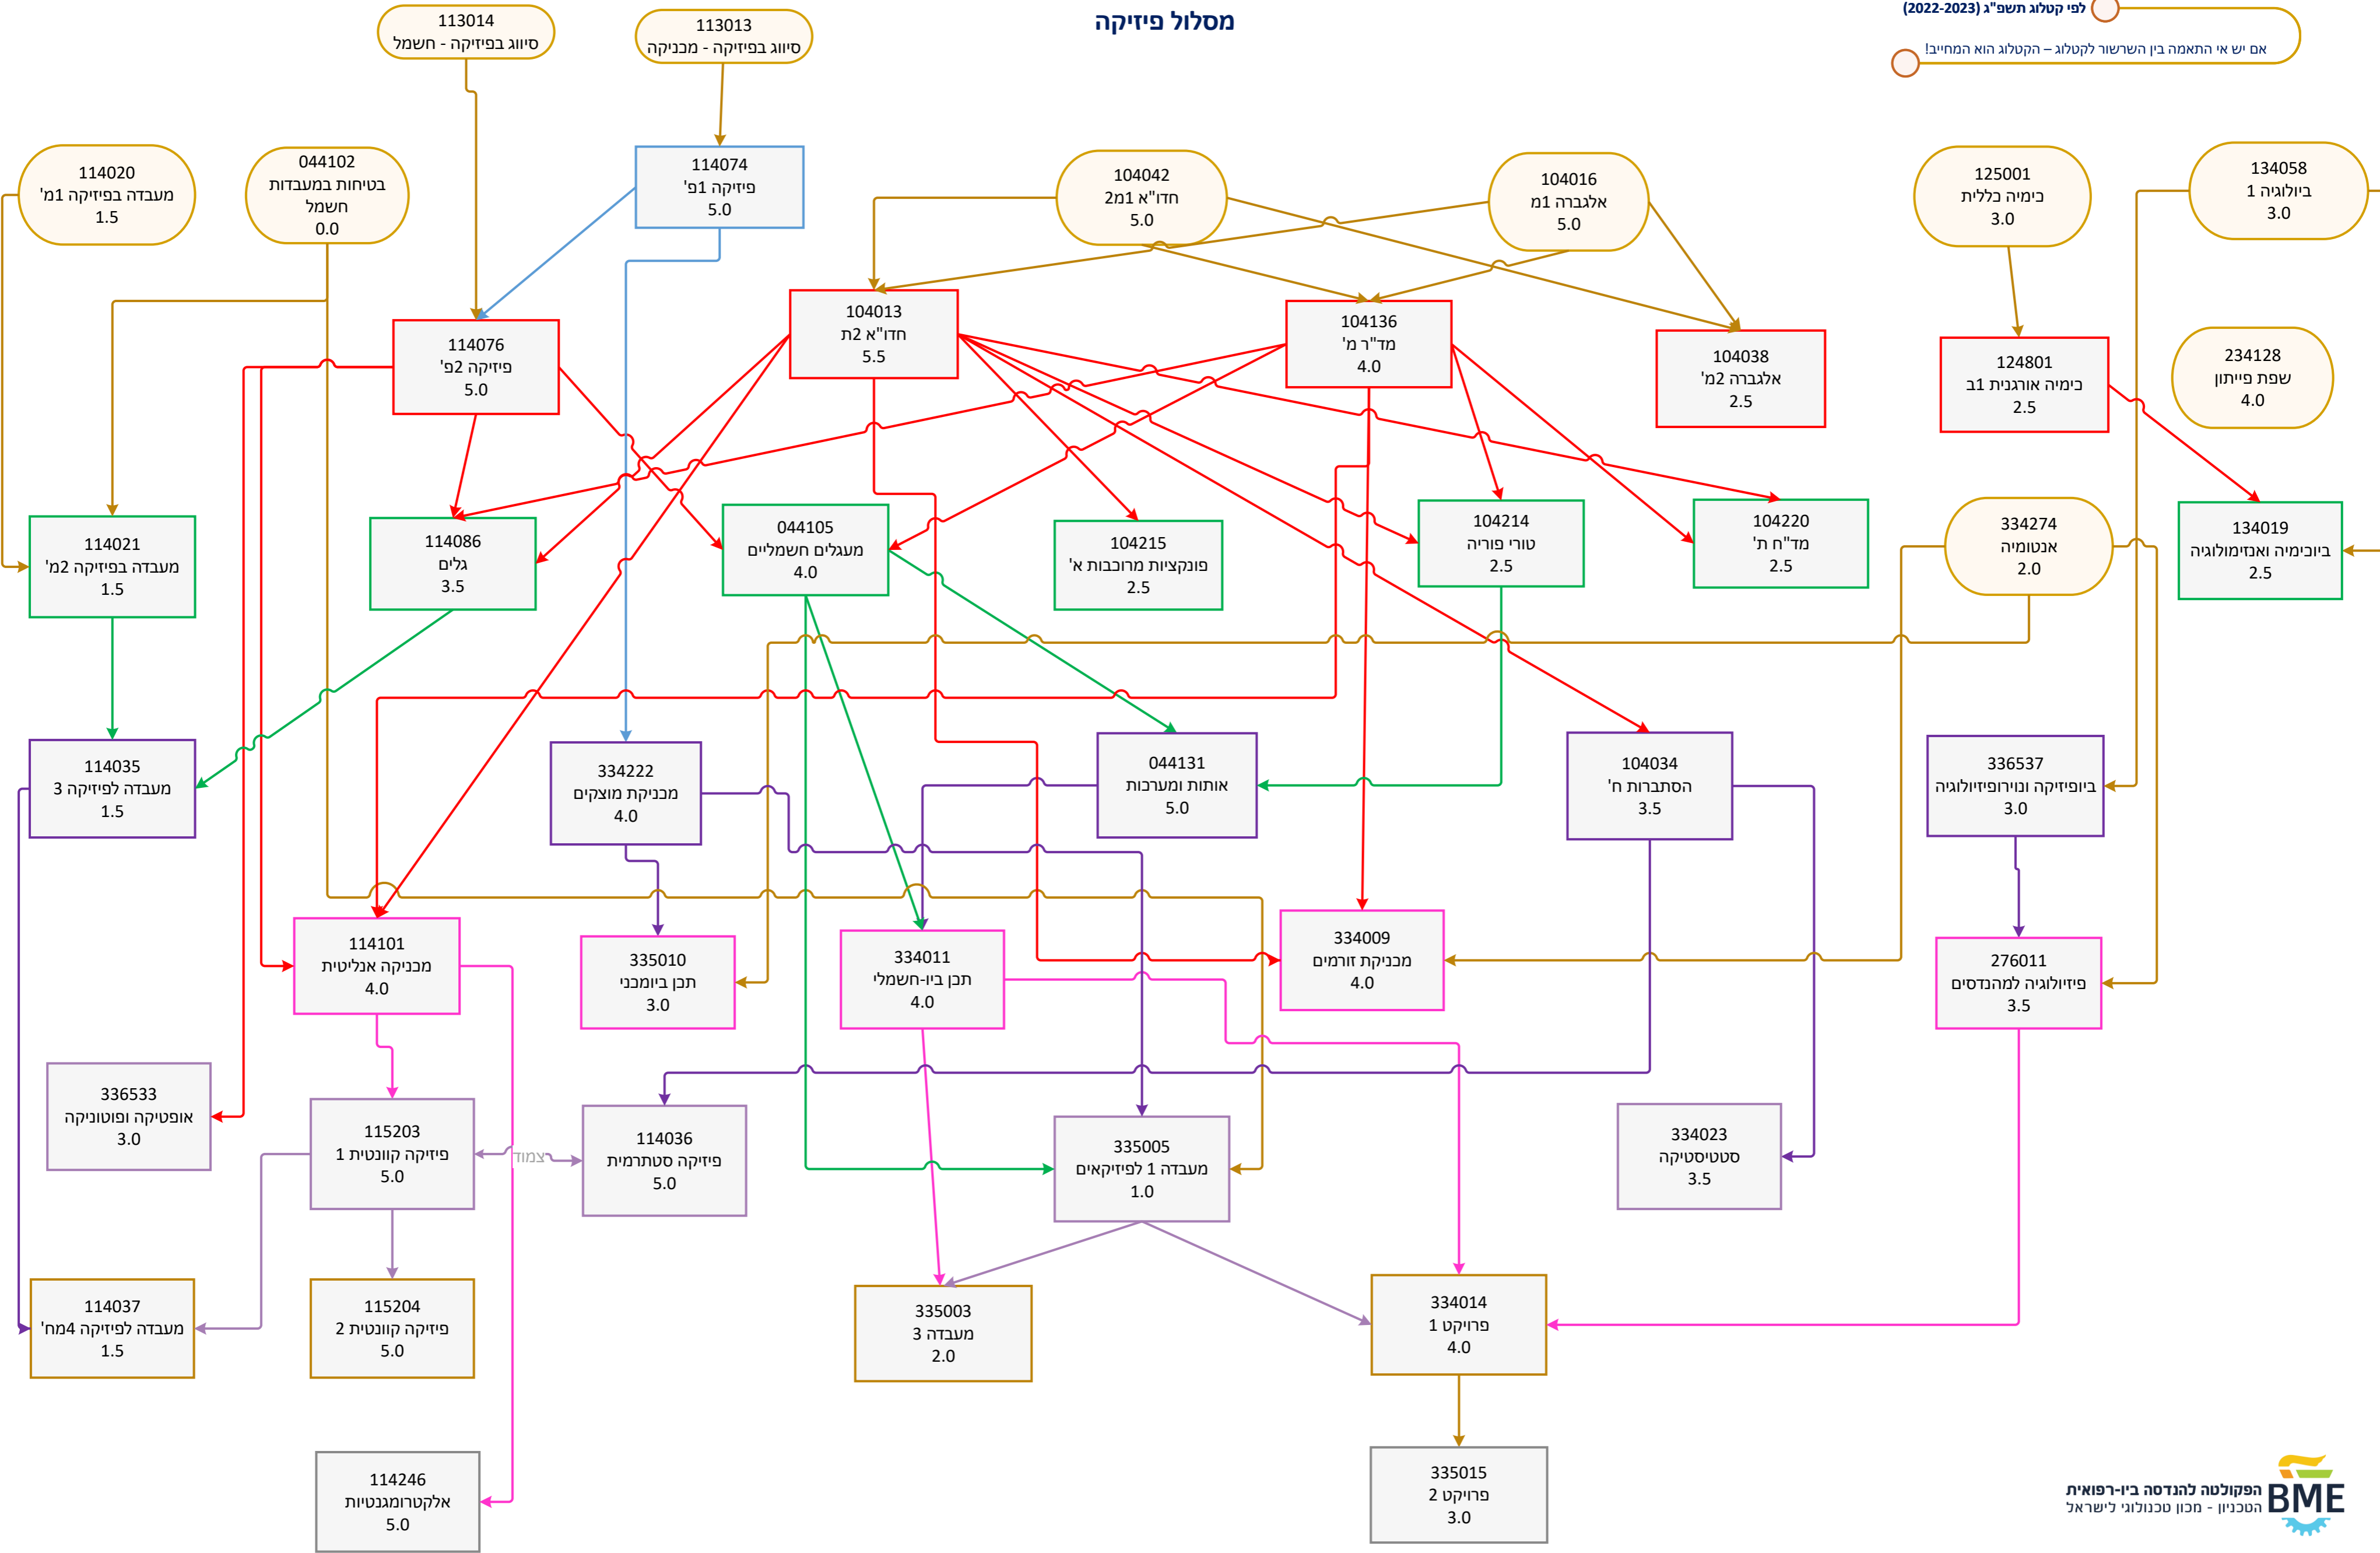 מסלול פיזיקה
לפי קטלוג תשפ"ג (2022-2023)
אם יש אי התאמה בין השרשור לקטלוג – הקטלוג הוא המחייב!
113014
סיווג בפיזיקה - חשמל
113013
סיווג בפיזיקה - מכניקה
114020
מעבדה בפיזיקה 1מ'
1.5
044102
בטיחות במעבדות
חשמל
0.0
114074
פיזיקה 1פ'
5.0
104042
חדו"א 1מ2
5.0
104016
אלגברה 1מ
5.0
125001
כימיה כללית
3.0
134058
ביולוגיה 1
3.0
114076
פיזיקה 2פ'
5.0
104013
חדו"א 2ת
5.5
104136
מד"ר מ'
4.0
104038
אלגברה 2מ'
2.5
124801
כימיה אורגנית 1ב
2.5
234128
שפת פייתון
4.0
114021
מעבדה בפיזיקה 2מ'
1.5
114086
גלים
3.5
044105
מעגלים חשמליים
4.0
104215
פונקציות מרוכבות א'
2.5
104214
טורי פוריה
2.5
104220
מד"ח ת'
2.5
334274
אנטומיה
2.0
134019
ביוכימיה ואנזימולוגיה
2.5
114035
מעבדה לפיזיקה 3
1.5
334222
מכניקת מוצקים
4.0
044131
אותות ומערכות
5.0
104034
הסתברות ח'
3.5
336537
ביופיזיקה ונוירופיזיולוגיה
3.0
114101
מכניקה אנליטית
4.0
335010
תכן ביומכני
3.0
334011
תכן ביו-חשמלי
4.0
334009
מכניקת זורמים
4.0
276011
פיזיולוגיה למהנדסים
3.5
336533
אופטיקה ופוטוניקה
3.0
115203
פיזיקה קוונטית 1
5.0
צמוד
114036
פיזיקה סטתרמית
5.0
335005
מעבדה 1 לפיזיקאים
1.0
334023
סטטיסטיקה
3.5
114037
מעבדה לפיזיקה 4מח'
1.5
115204
פיזיקה קוונטית 2
5.0
335003
מעבדה 3
2.0
334014
פרויקט 1
4.0
114246
אלקטרומגנטיות
5.0
335015
פרויקט 2
3.0
הפקולטה להנדסה ביו-רפואית
הטכניון - מכון טכנולוגי לישראל
BME